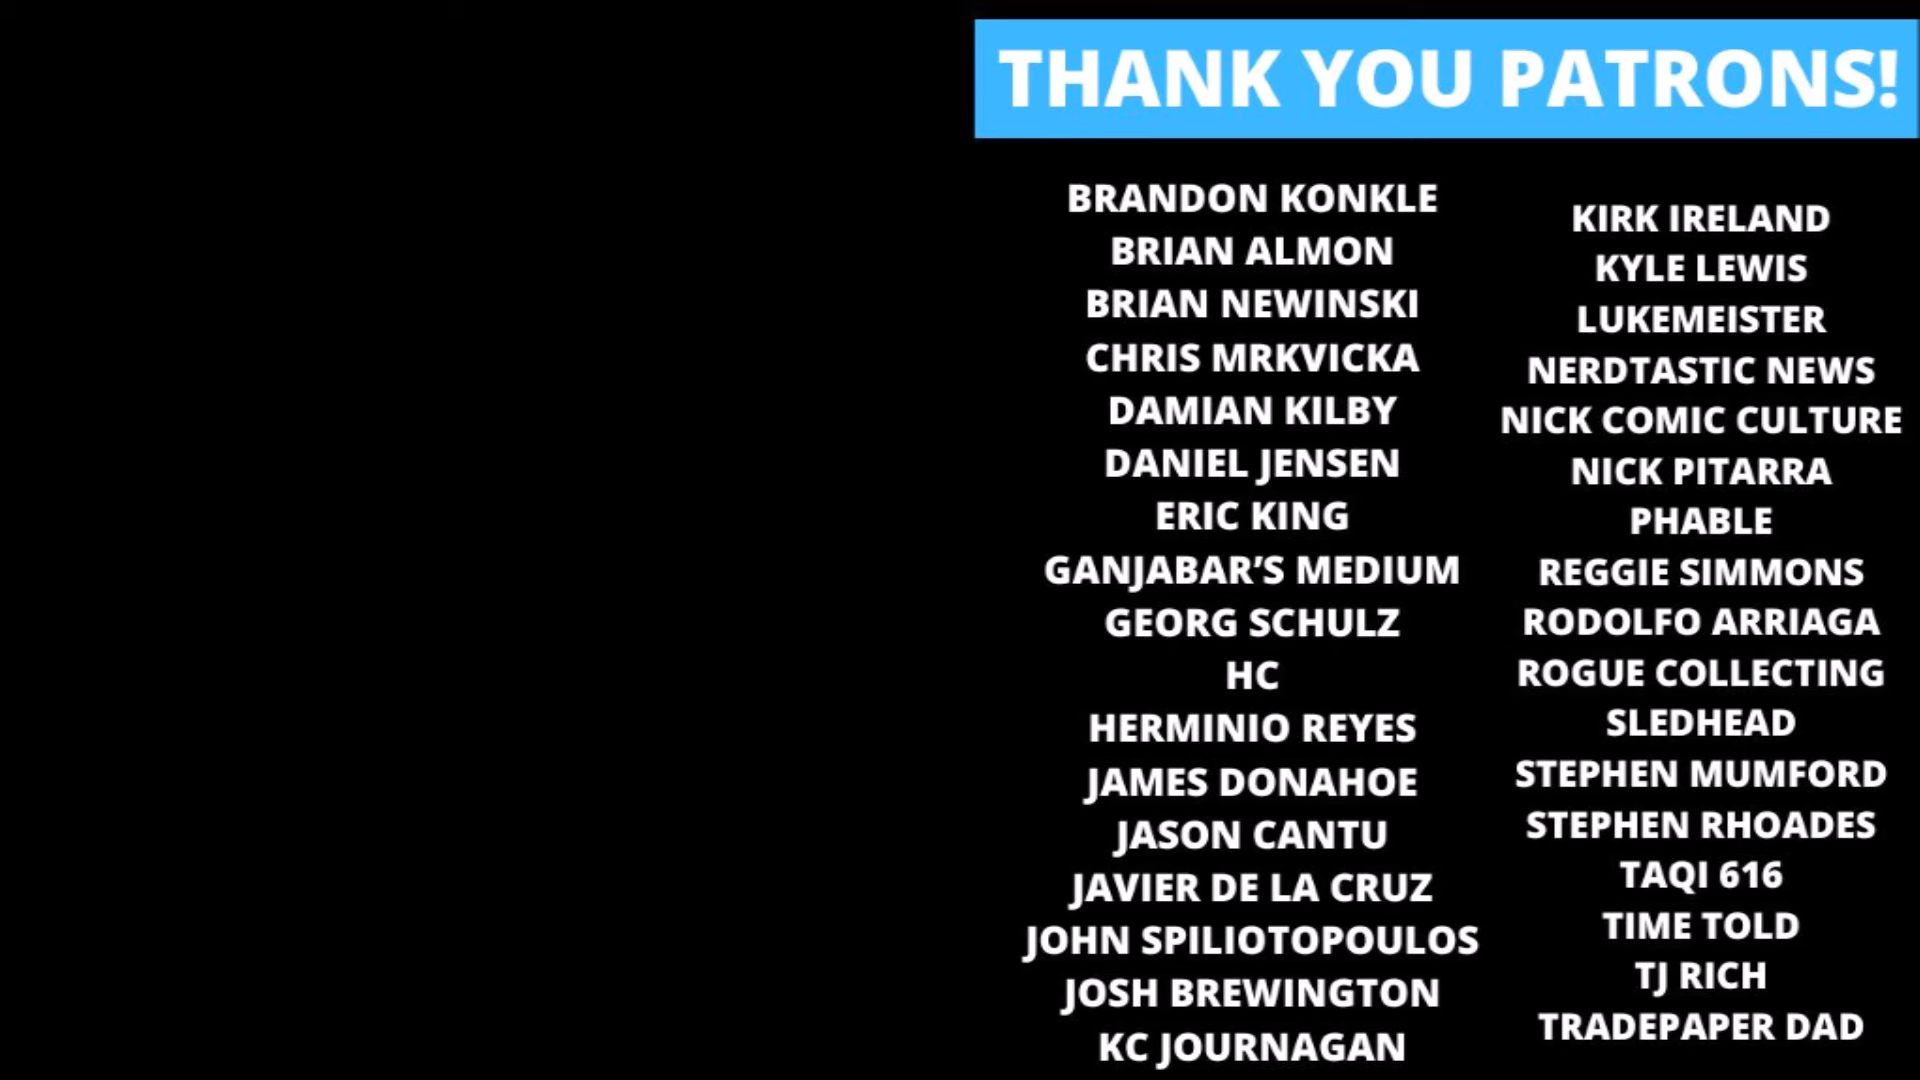 THANK YOU PATRONS!
BRANDON KONKLE
BRIAN ALMON
BRIAN NEWINSKI
CHRIS MRKVICKA
DAMIAN KILBY
DANIEL JENSEN
ERIC KING
GANJABAR’S MEDIUM
GEORG SCHULZ
HC
HERMINIO REYES
JAMES DONAHOE
JASON CANTU
JAVIER DE LA CRUZ
JOHN SPILIOTOPOULOS
JOSH BREWINGTON
KC JOURNAGAN
KIRK IRELAND
KYLE LEWIS
LUKEMEISTER
NERDTASTIC NEWS
NICK COMIC CULTURE
NICK PITARRA
PHABLE
REGGIE SIMMONS
RODOLFO ARRIAGA
ROGUE COLLECTING
SLEDHEAD
STEPHEN MUMFORD
STEPHEN RHOADES
TAQI 616
TIME TOLD
TJ RICH
TRADEPAPER DAD